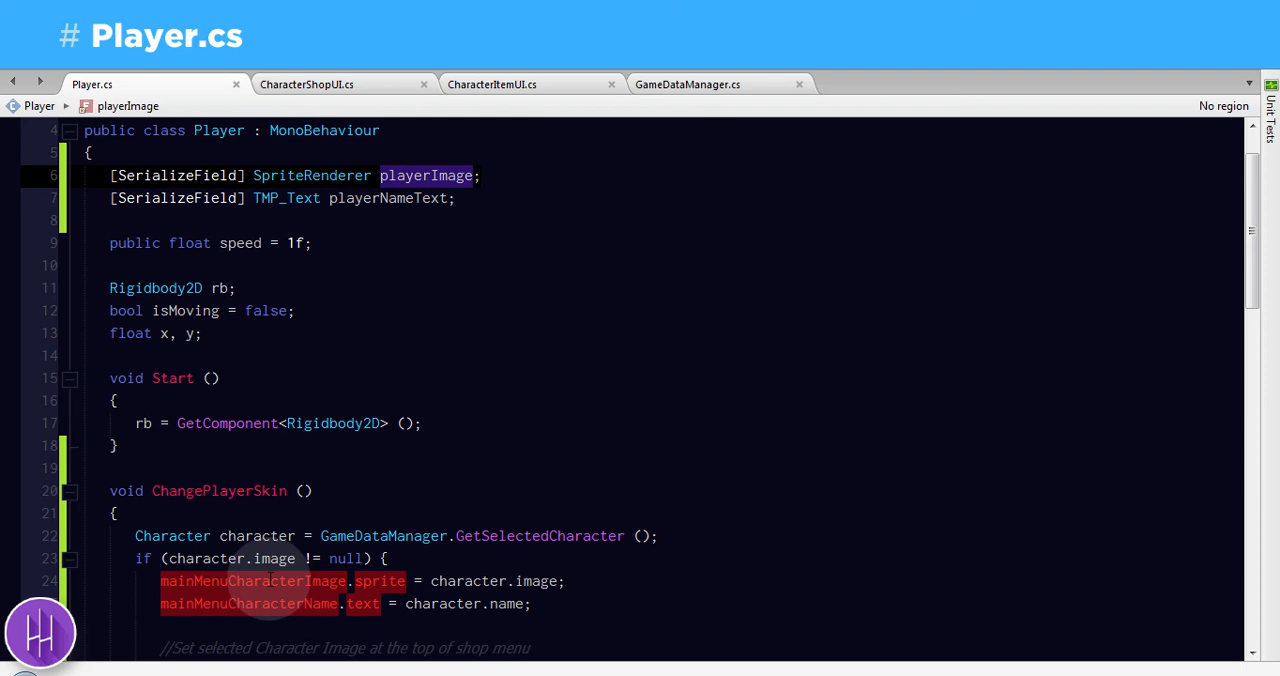 # Player.cs
Player.cs CharacterShopUI.cs CharacterItemUI.cs GameDataManager.cs
Player playerImage No region
Unit Tests
4 public class Player : MonoBehaviour
5 {
6 [SerializeField] SpriteRenderer playerImage;
7 [SerializeField] TMP_Text playerNameText;
8
9 public float speed = 1f;
10
11 Rigidbody2D rb;
12 bool isMoving = false;
13 float x, y;
14
15 void Start ()
16 {
17 rb = GetComponent<Rigidbody2D> ();
18 }
19
20 void ChangePlayerSkin ()
21 {
22 Character character = GameDataManager.GetSelectedCharacter ();
23 if (character.image != null) {
24 mainMenuCharacterImage.sprite = character.image;
mainMenuCharacterName.text = character.name;
//Set selected Character Image at the top of shop menu